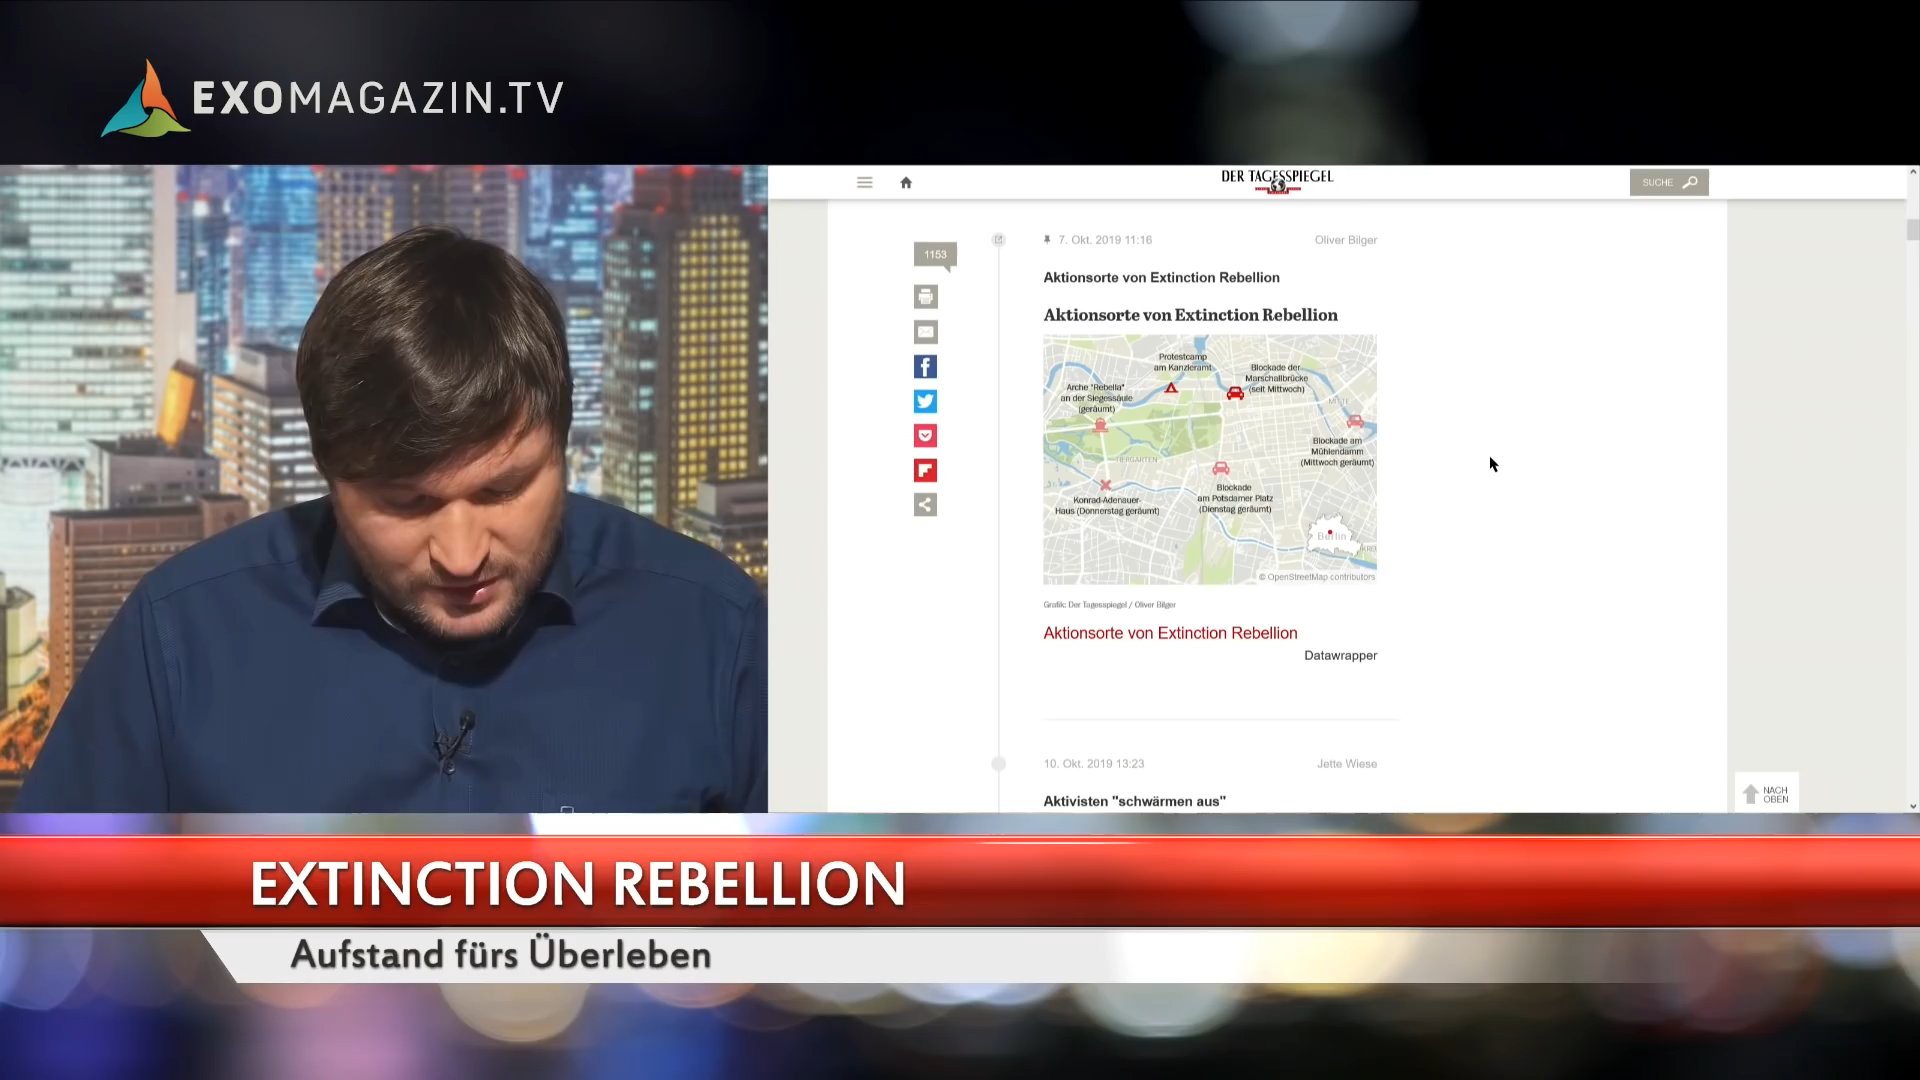 EXOMAGAZIN.TV
DER TAGESSPIEGEL
SUCHE
1153
7. Okt. 2019 11:16
Oliver Bilger
Aktionsorte von Extinction Rebellion
Aktionsorte von Extinction Rebellion
Protestcamp
am Kanzleramt
Blockade der
Marschallbrücke
(seit Mittwoch)
Arche "Rebella"
an der Siegessäule
(geräumt)
MITTE
Blockade am
Mühlendamm
(Mittwoch geräumt)
TIERGARTEN
Konrad-Adenauer-
Haus (Donnerstag geräumt)
Blockade
am Potsdamer Platz
(Dienstag geräumt)
Berlin
© OpenStreetMap contributors
Grafik: Der Tagesspiegel / Oliver Bilger
Aktionsorte von Extinction Rebellion
Datawrapper
10. Okt. 2019 13:23
Jette Wiese
Aktivisten "schwärmen aus"
NACH
OBEN
EXTINCTION REBELLION
Aufstand fürs Überleben